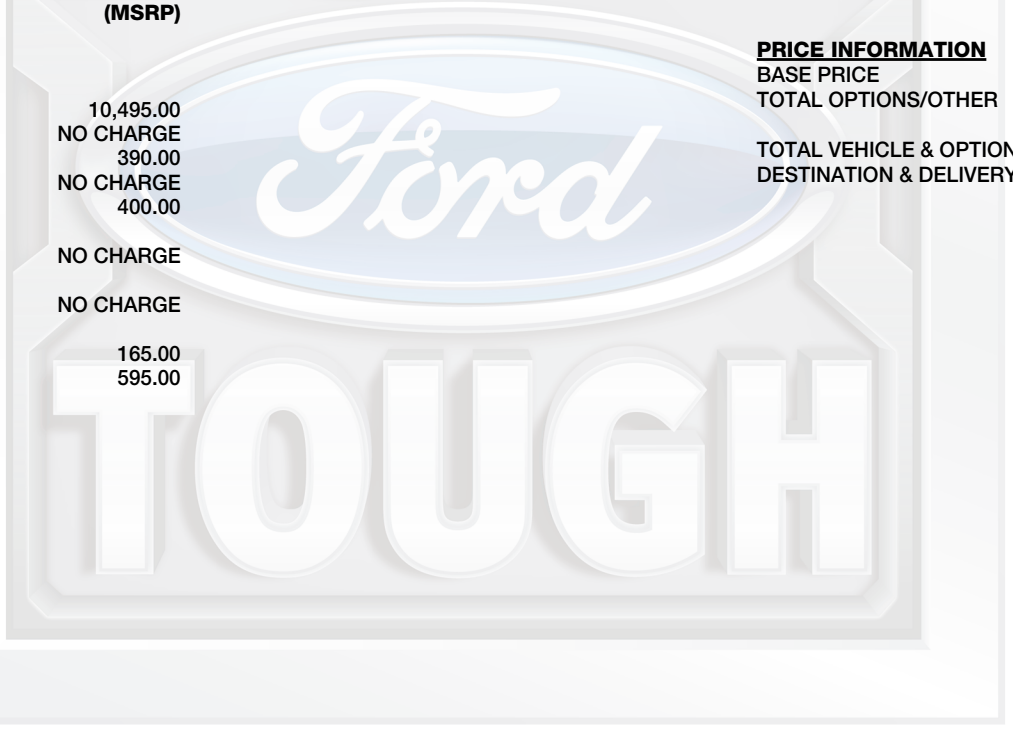 (MSRP)
10,495.00
NO CHARGE
390.00
NO CHARGE
400.00
NO CHARGE
NO CHARGE
165.00
595.00
PRICE INFORMATION
BASE PRICE
TOTAL OPTIONS/OTHER
TOTAL VEHICLE & OPTION
DESTINATION & DELIVERY
Ford
TOUGH